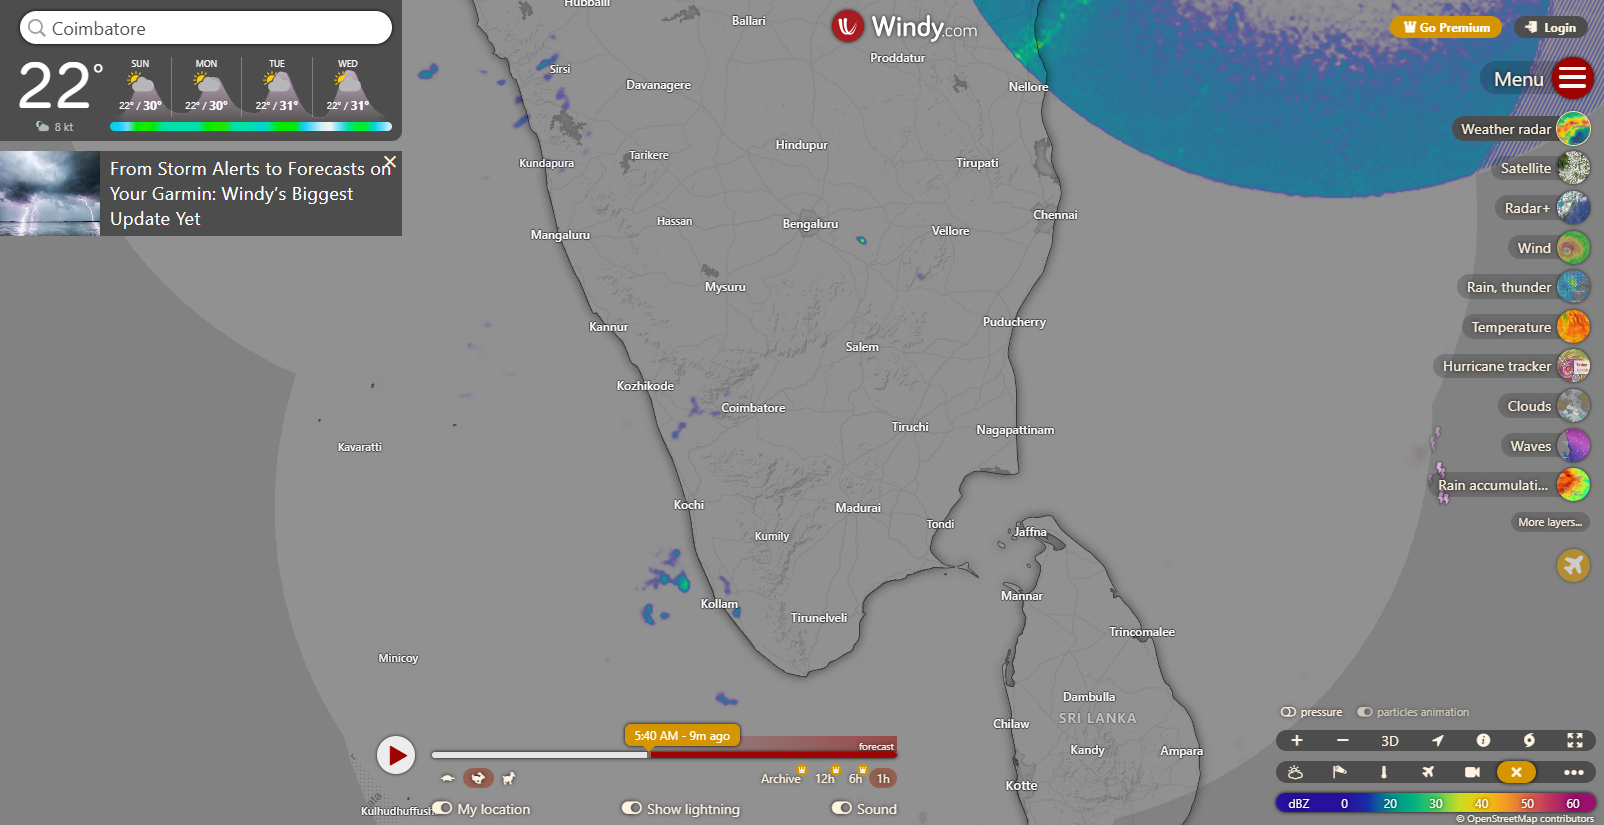 Coimbatore
22°
8 kt
SUN
MON
TUE
WED
22° / 30°
22° / 30°
22° / 31°
22° / 31°
From Storm Alerts to Forecasts on
Your Garmin: Windy's Biggest
Update Yet
Windy.com
Go Premium
Login
Menu
Weather radar
Satellite
Radar+
Wind
Rain, thunder
Temperature
Hurricane tracker
Clouds
Waves
Rain accumulati...
More layers...
Hubballi
Ballari
Proddatur
Sirsi
Davanagere
Nellore
Kundapura
Tarikere
Hindupur
Tirupati
Hassan
Bengaluru
Chennai
Mangaluru
Vellore
Mysuru
Kannur
Puducherry
Salem
Kozhikode
Coimbatore
Tiruchi
Nagapattinam
Kavaratti
Kochi
Madurai
Tondi
Kumily
Jaffna
Kollam
Mannar
Tirunelveli
Trincomalee
Minicoy
Dambulla
Chilaw
SRI LANKA
Kandy
Ampara
Kotte
Kulhudhuffush
5:40 AM - 9m ago
forecast
Archive
12h
6h
1h
My location
Show lightning
Sound
pressure
particles animation
+
−
3D
dBZ
0
20
30
40
50
60
© OpenStreetMap contributors